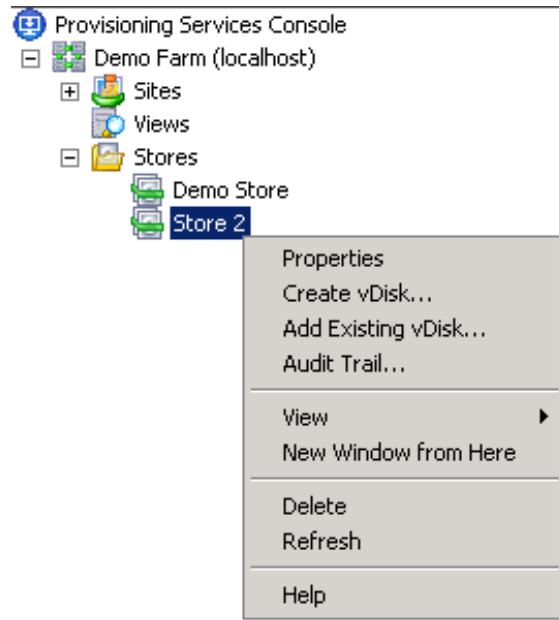 Provisioning Services Console
Demo Farm (localhost)
Sites
Views
Stores
Demo Store
Store 2
Properties
Create vDisk...
Add Existing vDisk...
Audit Trail...
View
New Window from Here
Delete
Refresh
Help